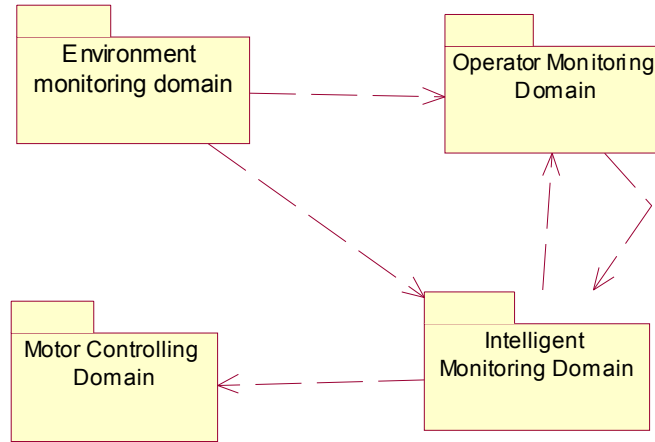 Environment
monitoring domain
Operator Monitoring
Domain
Motor Controlling
Domain
Intelligent
Monitoring Domain